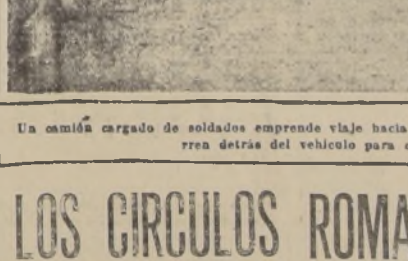 Un camión cargado de soldados emprende viaje hacia
rren detrás del vehículo para
LOS CIRCULOS ROMA